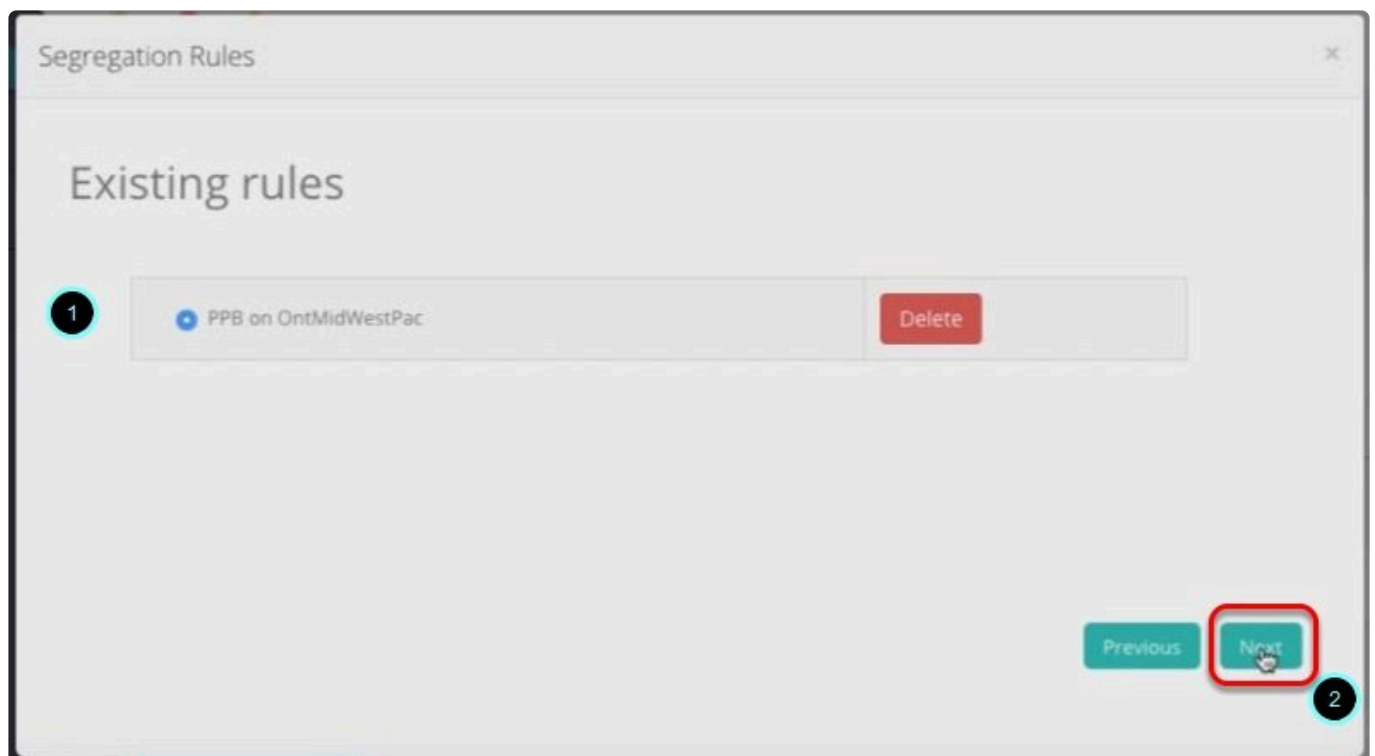 Segregation Rules ×
Existing rules
1
PPB on OntMidWestPac Delete
Previous Next
2